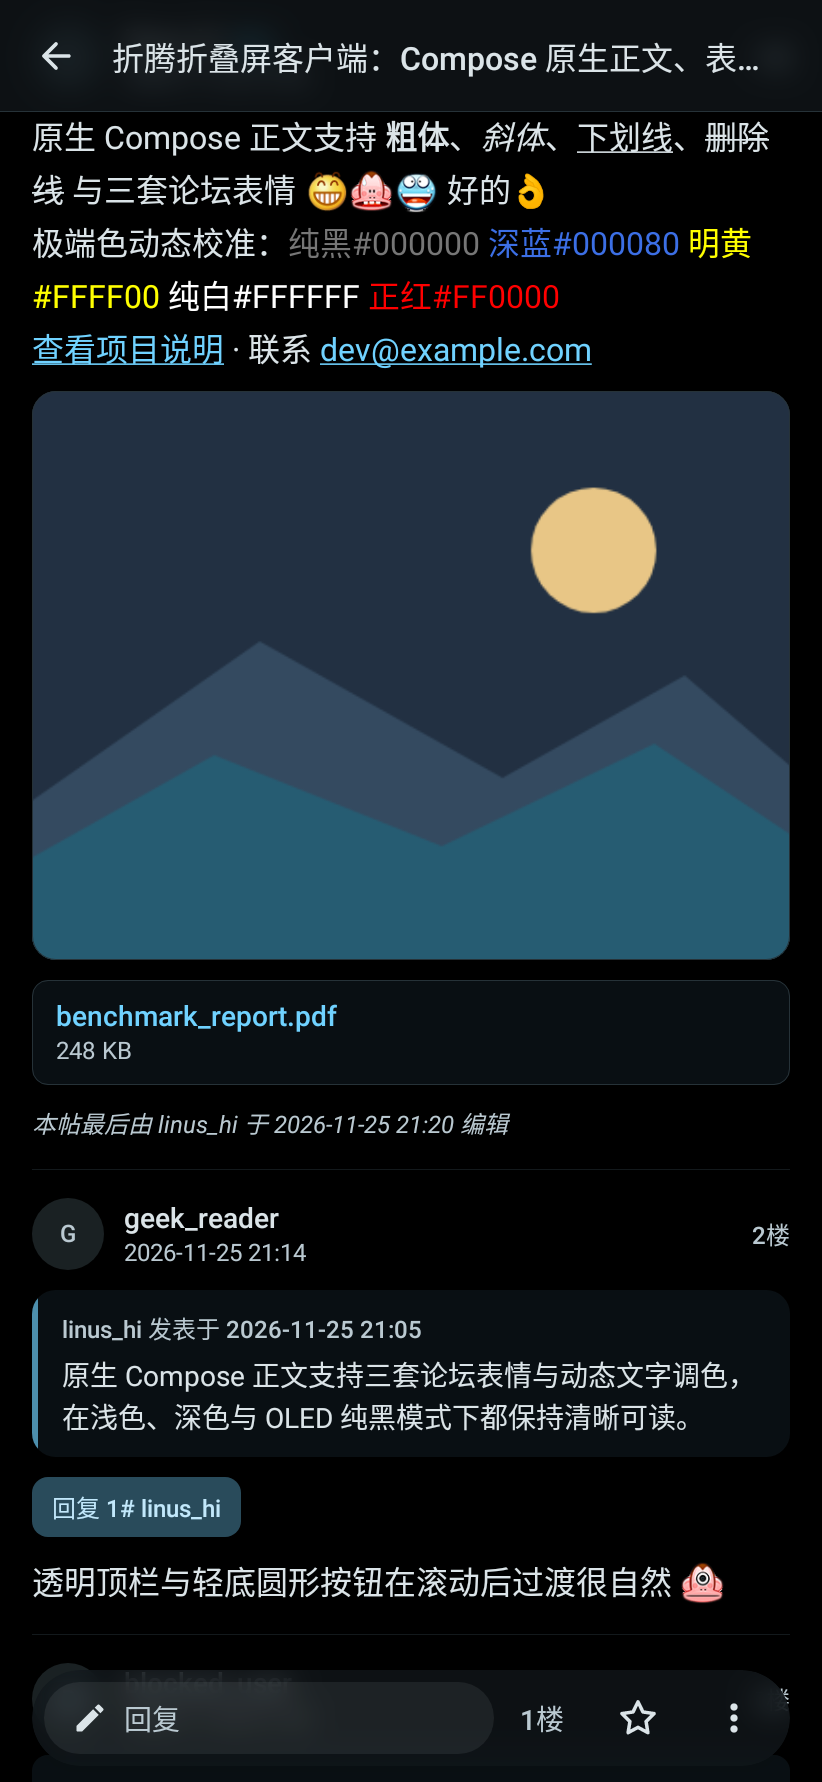 折腾折叠屏客户端：Compose 原生正文、表…
原生 Compose 正文支持 粗体、斜体、下划线、删除
线 与三套论坛表情 😁 好的👌
极端色动态校准：纯黑#000000 深蓝#000080 明黄
#FFFF00 纯白#FFFFFF 正红#FF0000
查看项目说明 · 联系 dev@example.com
benchmark_report.pdf
248 KB
本帖最后由 linus_hi 于 2026-11-25 21:20 编辑
G
geek_reader
2026-11-25 21:14
2楼
linus_hi 发表于 2026-11-25 21:05
原生 Compose 正文支持三套论坛表情与动态文字调色，
在浅色、深色与 OLED 纯黑模式下都保持清晰可读。
回复 1# linus_hi
透明顶栏与轻底圆形按钮在滚动后过渡很自然
blocked_user
回复
1楼